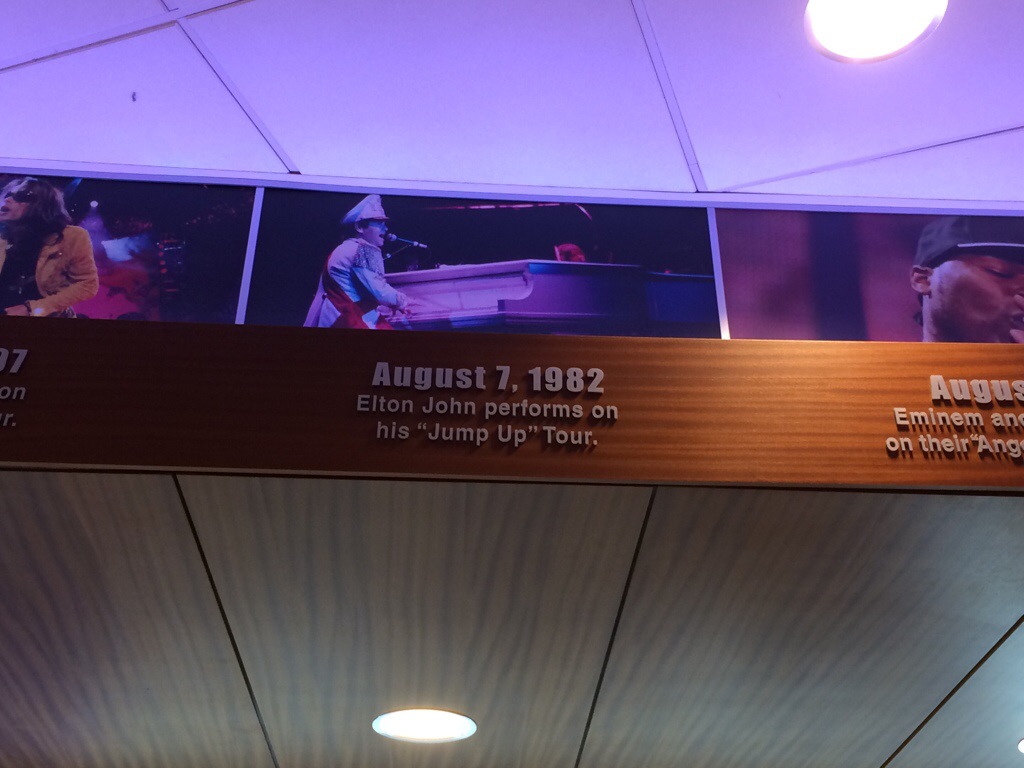 97
on
ur.
August 7, 1982
Elton John performs on
his “Jump Up” Tour.
Augus
Eminem and
on their “Ange